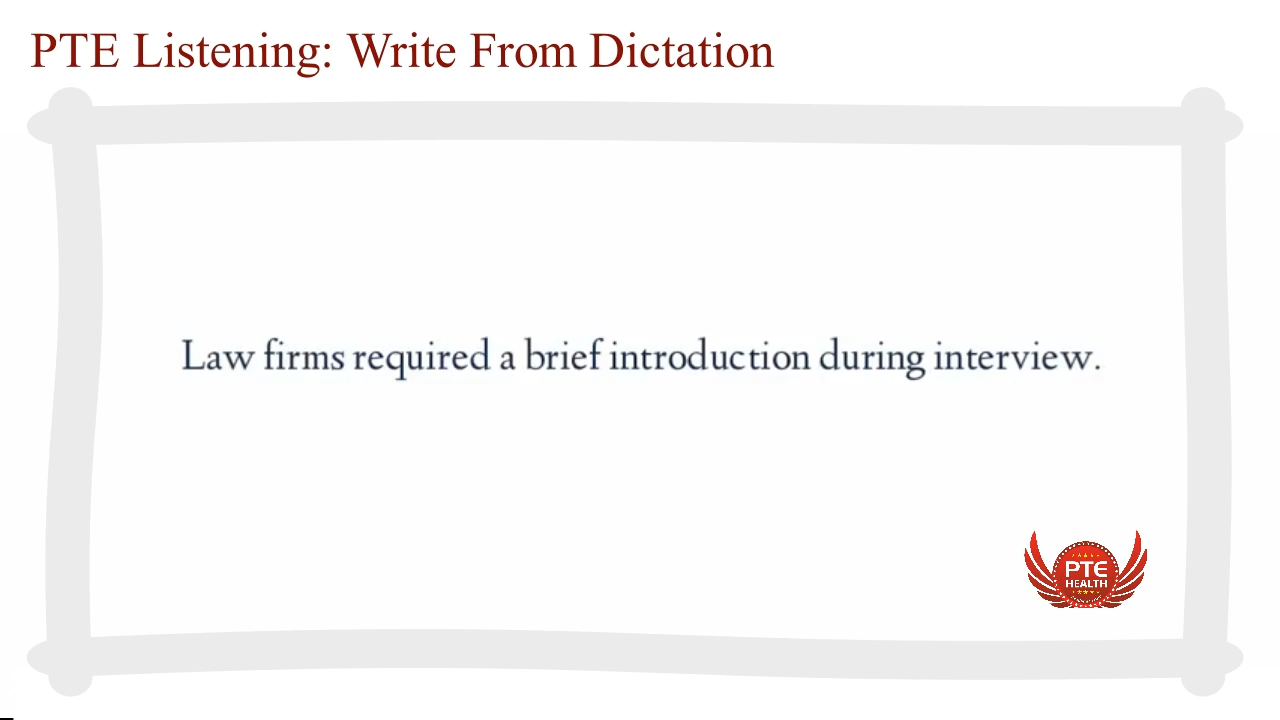 PTE Listening: Write From Dictation
Law firms required a brief introduction during interview.
PTE
HEALTH